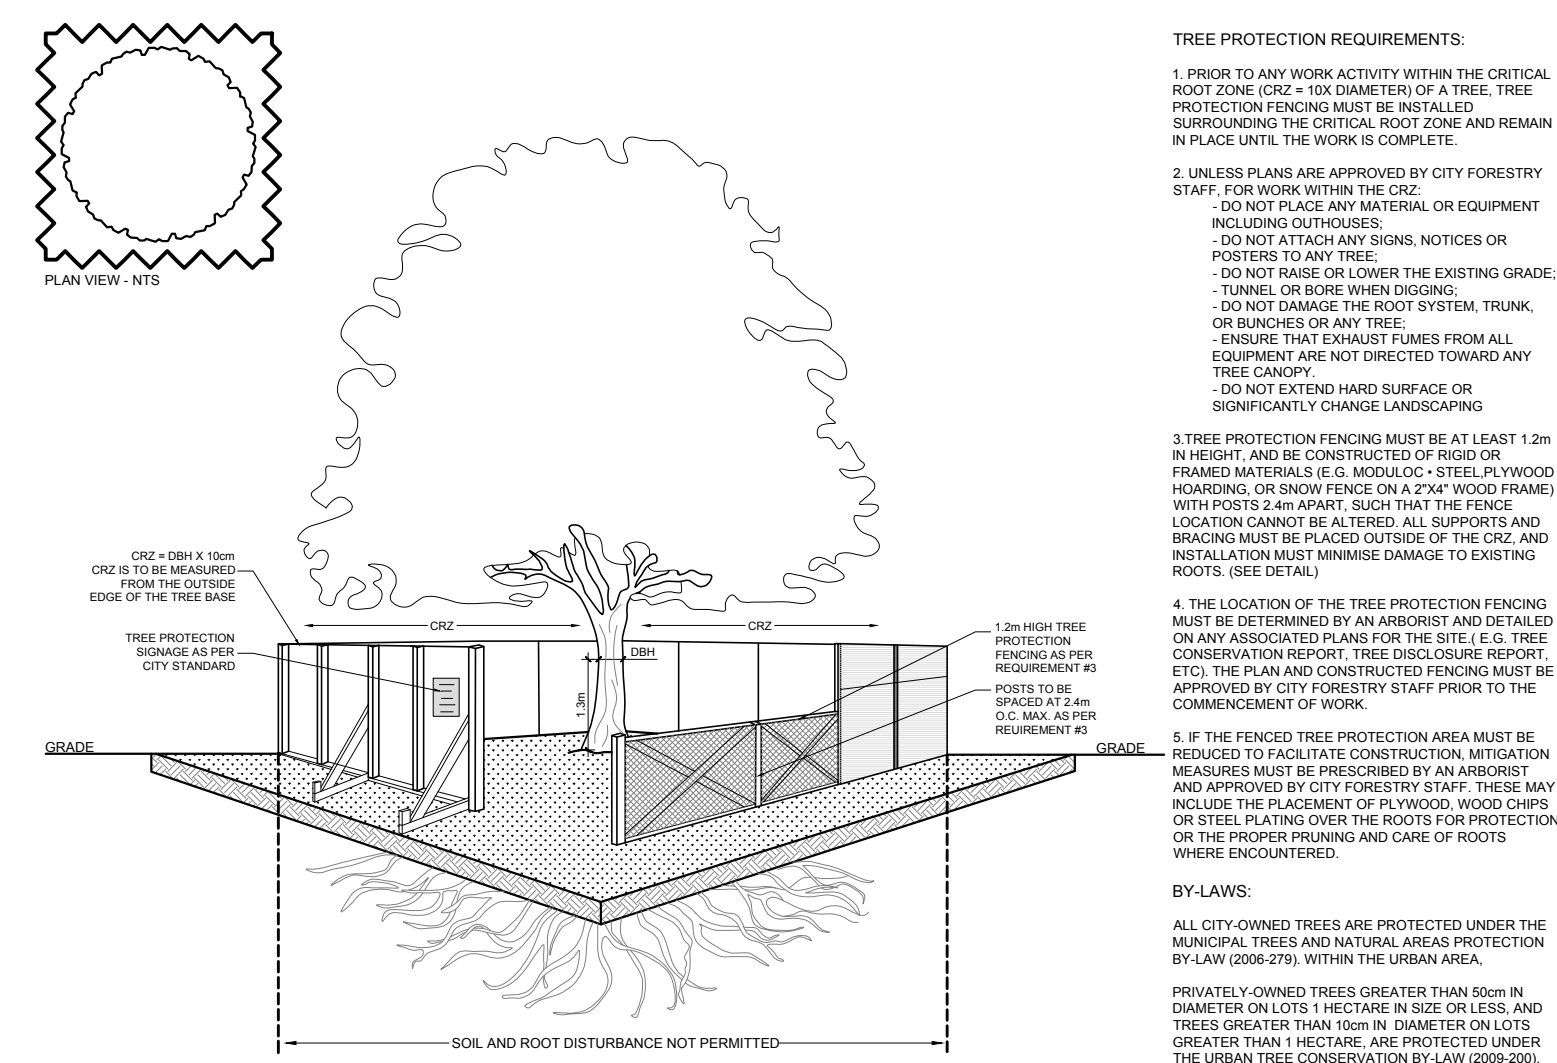 PLAN VIEW - NTS
CRZ = DBH X 10cm
CRZ IS TO BE MEASURED
FROM THE OUTSIDE
EDGE OF THE TREE BASE
TREE PROTECTION
SIGNAGE AS PER
CITY STANDARD
GRADE
CRZ
CRZ
DBH
1.3m
1.2m HIGH TREE
PROTECTION
FENCING AS PER
REQUIREMENT #3
POSTS TO BE
SPACED AT 2.4m
O.C. MAX. AS PER
REUIREMENT #3
GRADE
SOIL AND ROOT DISTURBANCE NOT PERMITTED
TREE PROTECTION REQUIREMENTS:
1. PRIOR TO ANY WORK ACTIVITY WITHIN THE CRITICAL
ROOT ZONE (CRZ = 10X DIAMETER) OF A TREE, TREE
PROTECTION FENCING MUST BE INSTALLED
SURROUNDING THE CRITICAL ROOT ZONE AND REMAIN
IN PLACE UNTIL THE WORK IS COMPLETE.
2. UNLESS PLANS ARE APPROVED BY CITY FORESTRY
STAFF, FOR WORK WITHIN THE CRZ:
- DO NOT PLACE ANY MATERIAL OR EQUIPMENT
INCLUDING OUTHOUSES;
- DO NOT ATTACH ANY SIGNS, NOTICES OR
POSTERS TO ANY TREE;
- DO NOT RAISE OR LOWER THE EXISTING GRADE;
- TUNNEL OR BORE WHEN DIGGING;
- DO NOT DAMAGE THE ROOT SYSTEM, TRUNK,
OR BUNCHES OR ANY TREE;
- ENSURE THAT EXHAUST FUMES FROM ALL
EQUIPMENT ARE NOT DIRECTED TOWARD ANY
TREE CANOPY.
- DO NOT EXTEND HARD SURFACE OR
SIGNIFICANTLY CHANGE LANDSCAPING
3.TREE PROTECTION FENCING MUST BE AT LEAST 1.2m
IN HEIGHT, AND BE CONSTRUCTED OF RIGID OR
FRAMED MATERIALS (E.G. MODULOC • STEEL,PLYWOOD
HOARDING, OR SNOW FENCE ON A 2"X4" WOOD FRAME)
WITH POSTS 2.4m APART, SUCH THAT THE FENCE
LOCATION CANNOT BE ALTERED. ALL SUPPORTS AND
BRACING MUST BE PLACED OUTSIDE OF THE CRZ, AND
INSTALLATION MUST MINIMISE DAMAGE TO EXISTING
ROOTS. (SEE DETAIL)
4. THE LOCATION OF THE TREE PROTECTION FENCING
MUST BE DETERMINED BY AN ARBORIST AND DETAILED
ON ANY ASSOCIATED PLANS FOR THE SITE.( E.G. TREE
CONSERVATION REPORT, TREE DISCLOSURE REPORT,
ETC). THE PLAN AND CONSTRUCTED FENCING MUST BE
APPROVED BY CITY FORESTRY STAFF PRIOR TO THE
COMMENCEMENT OF WORK.
5. IF THE FENCED TREE PROTECTION AREA MUST BE
REDUCED TO FACILITATE CONSTRUCTION, MITIGATION
MEASURES MUST BE PRESCRIBED BY AN ARBORIST
AND APPROVED BY CITY FORESTRY STAFF. THESE MAY
INCLUDE THE PLACEMENT OF PLYWOOD, WOOD CHIPS
OR STEEL PLATING OVER THE ROOTS FOR PROTECTION
OR THE PROPER PRUNING AND CARE OF ROOTS
WHERE ENCOUNTERED.
BY-LAWS:
ALL CITY-OWNED TREES ARE PROTECTED UNDER THE
MUNICIPAL TREES AND NATURAL AREAS PROTECTION
BY-LAW (2006-279). WITHIN THE URBAN AREA,
PRIVATELY-OWNED TREES GREATER THAN 50cm IN
DIAMETER ON LOTS 1 HECTARE IN SIZE OR LESS, AND
TREES GREATER THAN 10cm IN DIAMETER ON LOTS
GREATER THAN 1 HECTARE, ARE PROTECTED UNDER
THE URBAN TREE CONSERVATION BY-LAW (2009-200).